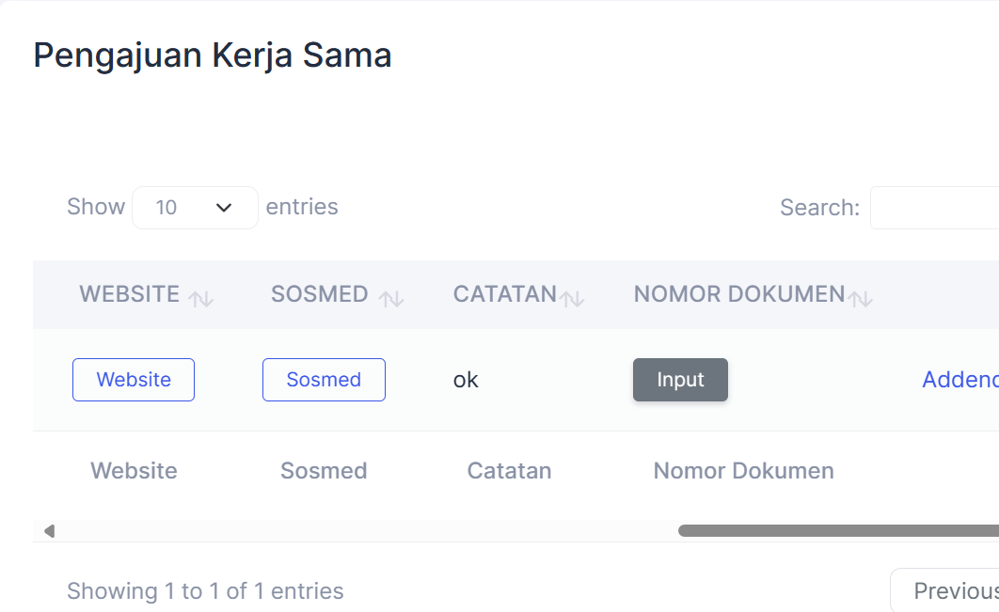 Pengajuan Kerja Sama
Show 10 entries
Search:
WEBSITE SOSMED CATATAN NOMOR DOKUMEN
Website Sosmed ok Input Addend
Website Sosmed Catatan Nomor Dokumen
Showing 1 to 1 of 1 entries
Previous